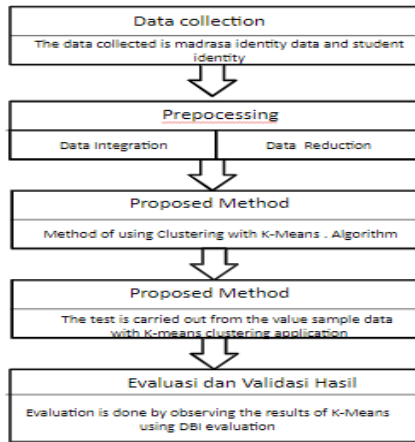 Data collection
The data collected is madrasa identity data and student
identity
Prepocessing
Data Integration
Data Reduction
Proposed Method
Method of using Clustering with K-Means . Algorithm
Proposed Method
The test is carried out from the value sample data
with K-means clustering application
Evaluasi dan Validasi Hasil
Evaluation is done by observing the results of K-Means
using DBI evaluation